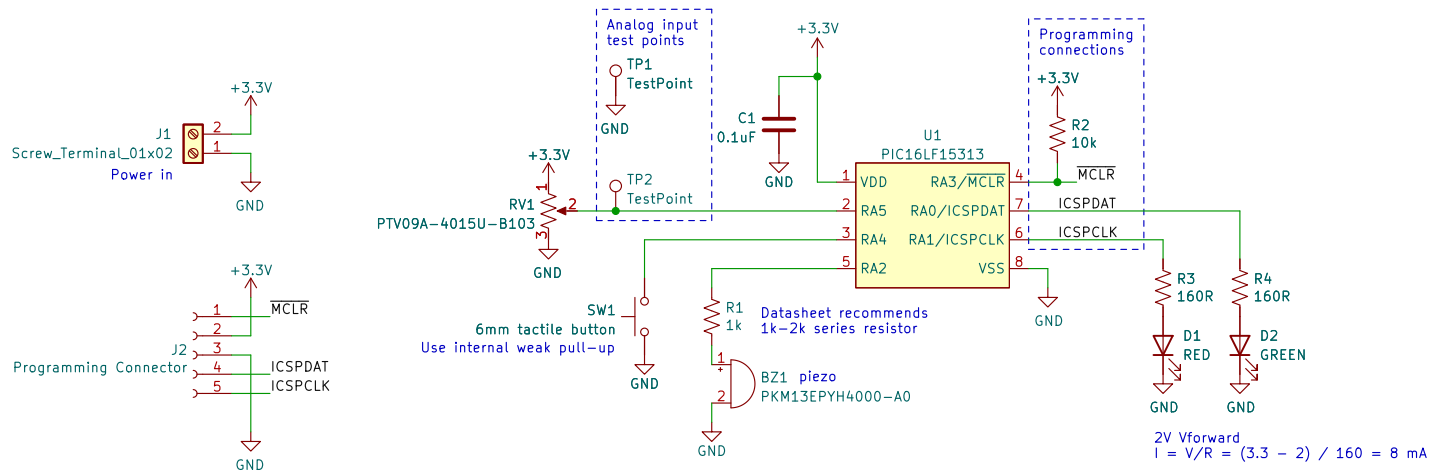 +3.3V
J1
2
1
Screw_Terminal_01x02
Power in
GND
+3.3V
1
MCLR
2
J2
3
Programming Connector
4
ICSPDAT
5
ICSPCLK
GND
Analog input
test points
TP1
TestPoint
GND
TP2
TestPoint
+3.3V
1
RV1
2
PTV09A-4015U-B103
3
GND
SW1
6mm tactile button
Use internal weak pull-up
GND
+3.3V
C1
0.1uF
GND
U1
PIC16LF15313
1
VDD
2
RA5
3
RA4
5
RA2
RA3/MCLR
4
RA0/ICSPDAT
7
RA1/ICSPCLK
6
VSS
8
GND
R1
1k
Datasheet recommends
1k-2k series resistor
1
+
BZ1
piezo
2
PKM13EPYH4000-A0
GND
Programming
connections
+3.3V
R2
10k
MCLR
ICSPDAT
ICSPCLK
R3
160R
R4
160R
D1
RED
D2
GREEN
GND
GND
2V Vforward
I = V/R = (3.3 - 2) / 160 = 8 mA